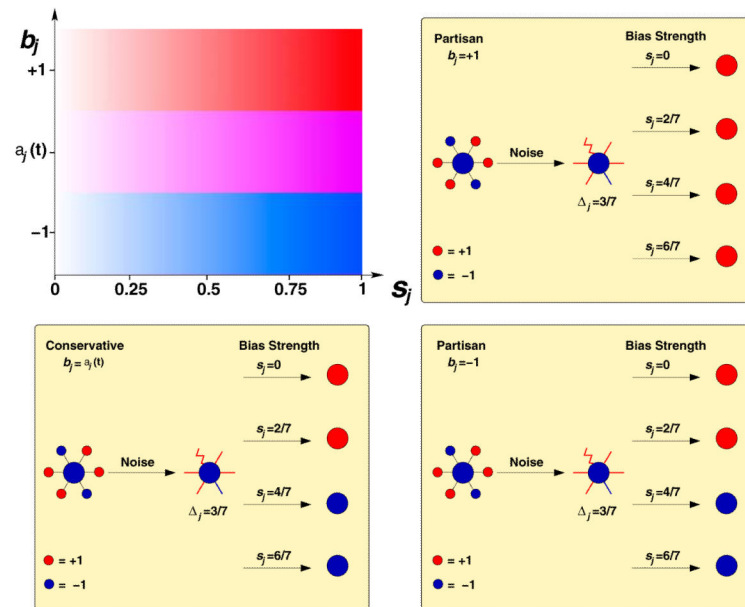 b_j
+1
a_j(t)
−1
0 0.25 0.5 0.75 1
s_j
Partisan
b_j=+1
Bias Strength
s_j=0
s_j=2/7
Noise
Δ_j=3/7
s_j=4/7
s_j=6/7
= +1
= −1
Conservative
b_j= a_j(t)
Bias Strength
s_j=0
s_j=2/7
Noise
Δ_j=3/7
s_j=4/7
s_j=6/7
= +1
= −1
Partisan
b_j=−1
Bias Strength
s_j=0
s_j=2/7
Noise
Δ_j=3/7
s_j=4/7
s_j=6/7
= +1
= −1